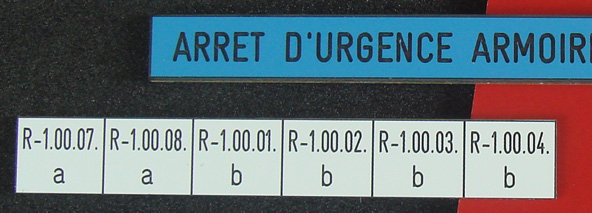 ARRET D'URGENCE ARMOIRE
R-1.00.07. R-1.00.08. R-1.00.01. R-1.00.02. R-1.00.03. R-1.00.04.
a a b b b b